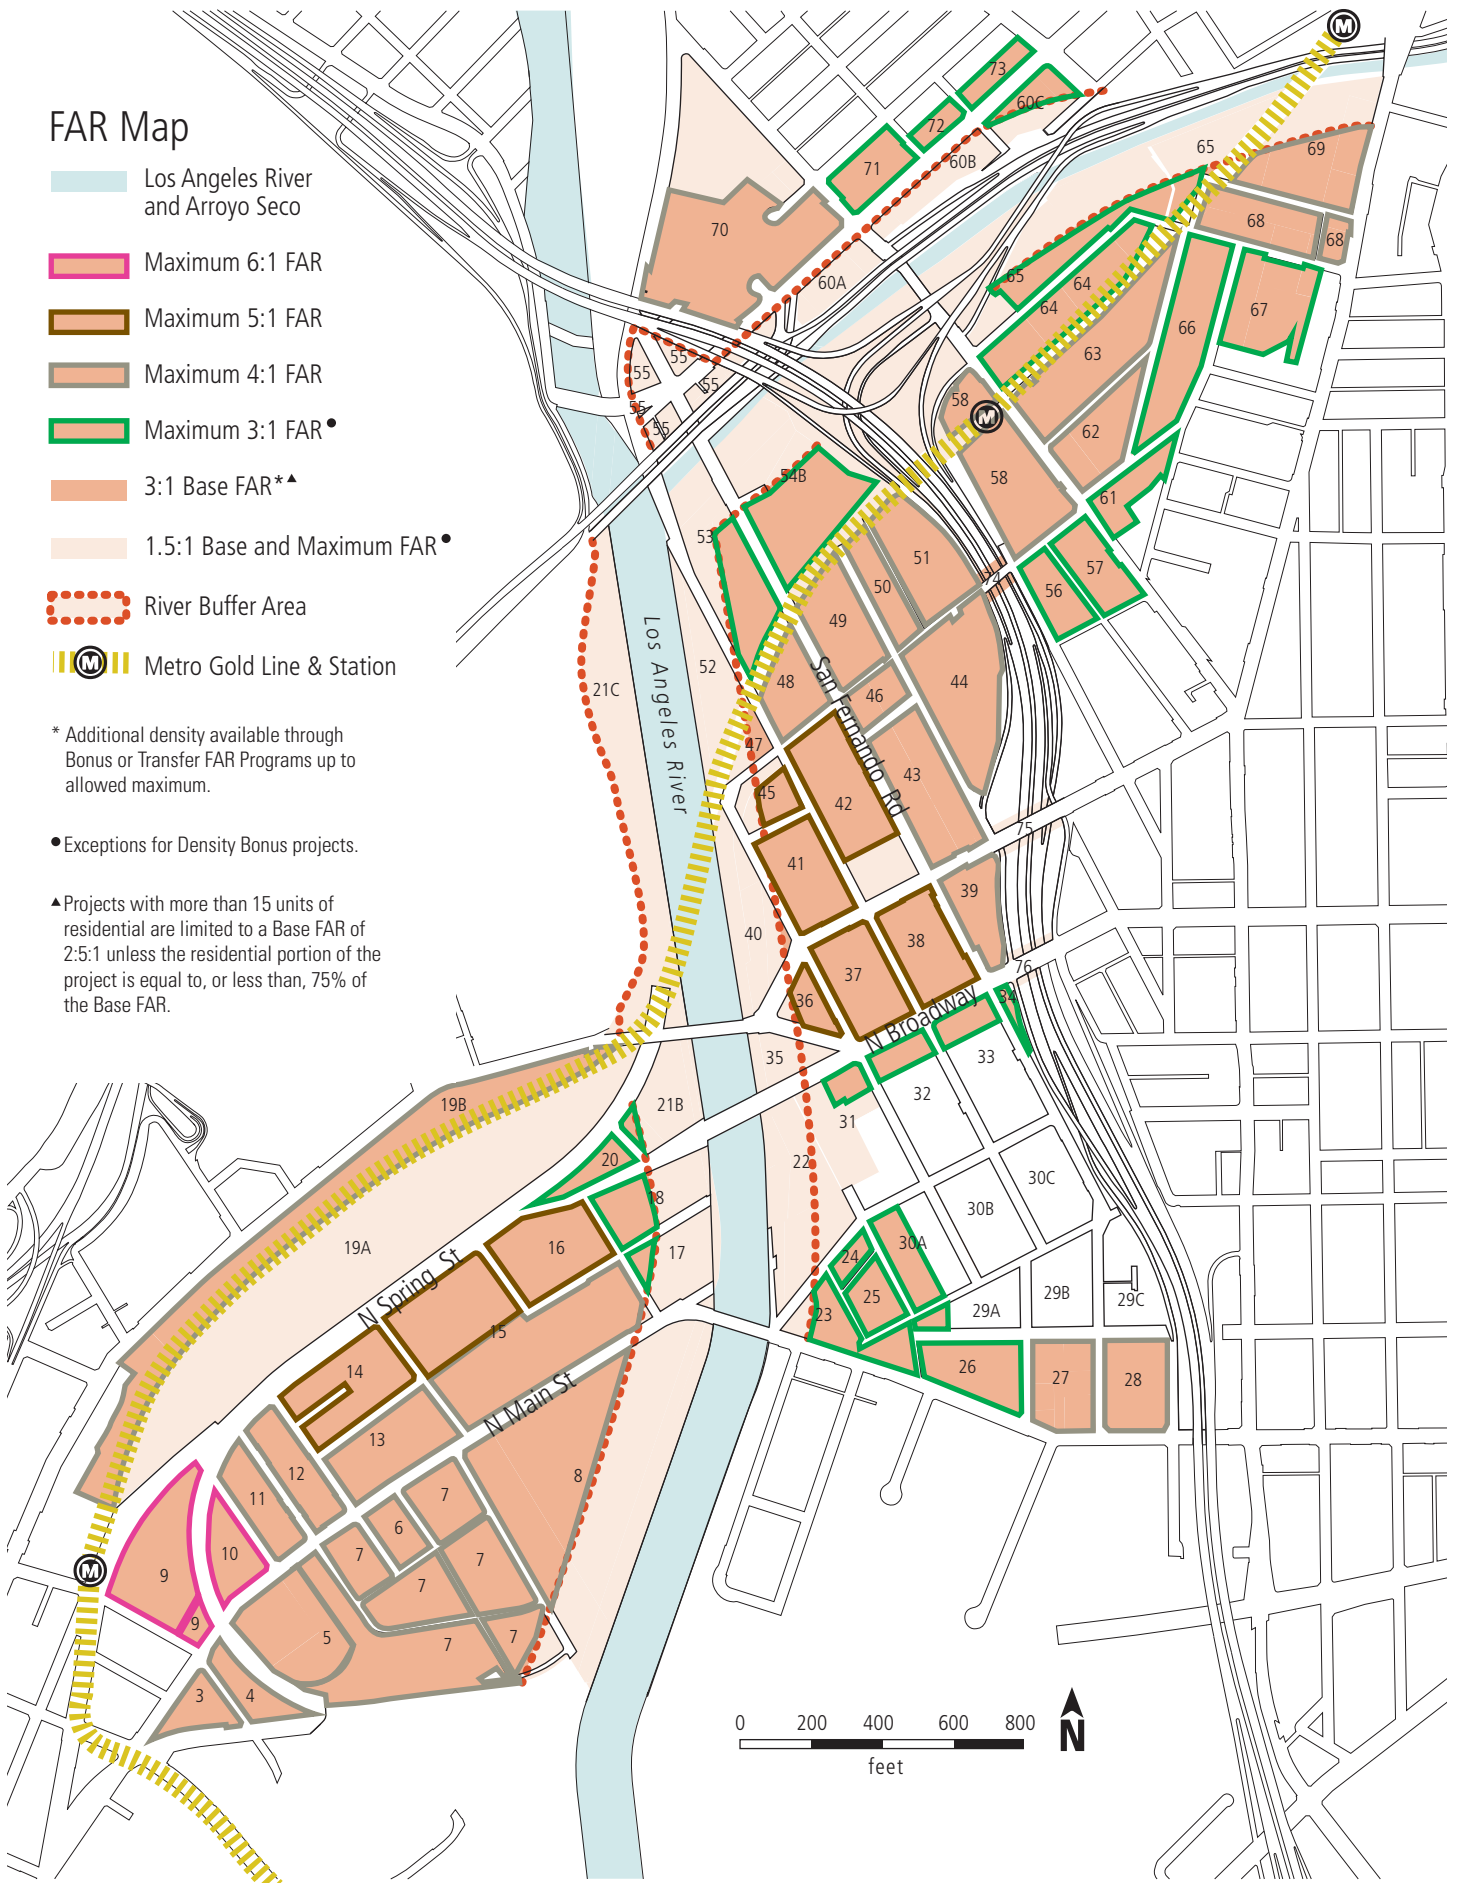 FAR Map
Los Angeles River
and Arroyo Seco
Maximum 6:1 FAR
Maximum 5:1 FAR
Maximum 4:1 FAR
Maximum 3:1 FAR●
3:1 Base FAR*▲
1.5:1 Base and Maximum FAR●
River Buffer Area
M Metro Gold Line & Station
* Additional density available through
Bonus or Transfer FAR Programs up to
allowed maximum.
● Exceptions for Density Bonus projects.
▲ Projects with more than 15 units of
residential are limited to a Base FAR of
2:5:1 unless the residential portion of the
project is equal to, or less than, 75% of
the Base FAR.
M
73
60C
72
60B
71
65
69
70
68
68
60A
65
64
64
67
66
63
55
55
55
55
55
58
M
62
58
54B
61
53
51
57
50
74
56
49
Los Angeles River
52
21C
48
San Fernando Rd
46
44
47
43
45
42
75
41
39
40
38
37
76
36
34
N Broadway
35
33
32
31
19B
21B
22
20
18
30C
30B
19A
16
17
30A
24
25
23
29A
29B
29C
N Spring St
15
14
26
27
28
N Main St
13
12
11
8
7
6
10
7
7
7
9
M
9
5
7
7
3
4
0 200 400 600 800
feet
N